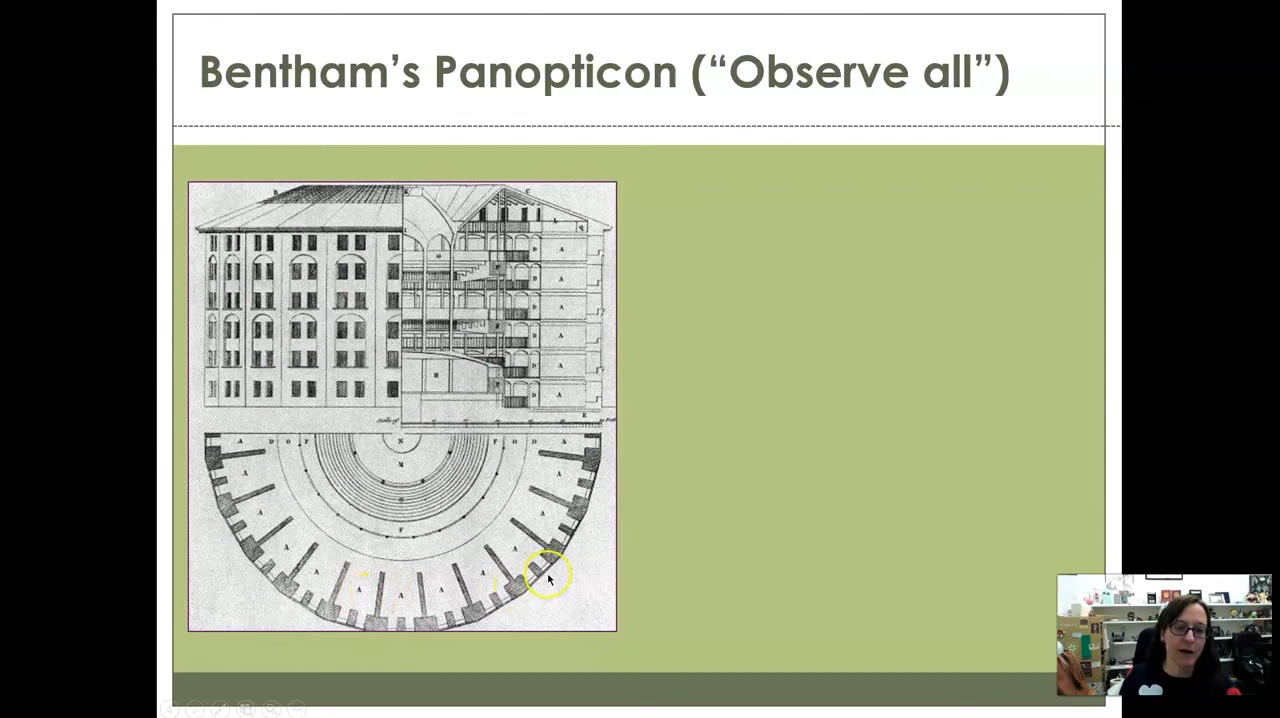 Bentham’s Panopticon (“Observe all”)
B C
L
Q
G D A
D A
D A
D A
H D A
D A
E
A D O F N F O D A
M
A A
G
A A
F
A A
A A A A A